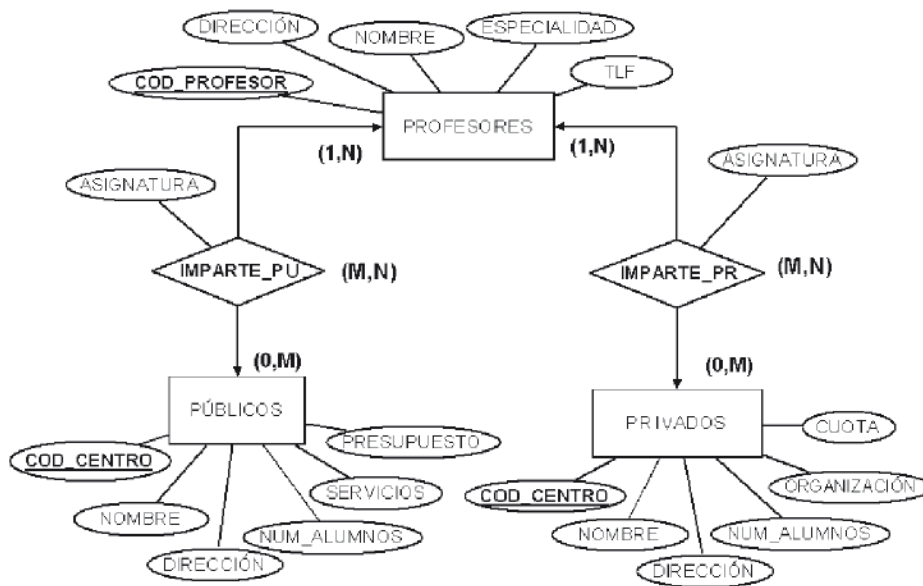 DIRECCIÓN
NOMBRE
ESPECIALIDAD
COD_PROFESOR
TLF
PROFESORES
(1,N)
(1,N)
ASIGNATURA
ASIGNATURA
IMPARTE_PU
(M,N)
IMPARTE_PR
(M,N)
(0,M)
(0,M)
PÚBLICOS
PRIVADOS
COD_CENTRO
PRESUPUESTO
SERVICIOS
NOMBRE
NUM_ALUMNOS
DIRECCIÓN
CUOTA
COD_CENTRO
ORGANIZACIÓN
NOMBRE
NUM_ALUMNOS
DIRECCIÓN